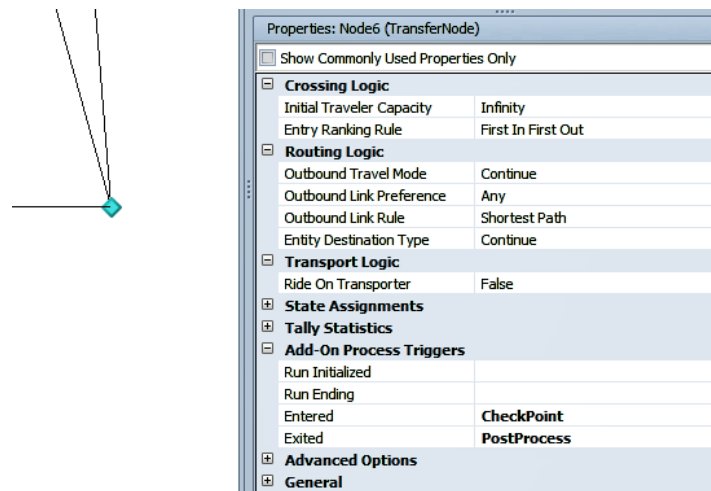 Properties: Node6 (TransferNode)
Show Commonly Used Properties Only
Crossing Logic
Initial Traveler Capacity Infinity
Entry Ranking Rule First In First Out
Routing Logic
Outbound Travel Mode Continue
Outbound Link Preference Any
Outbound Link Rule Shortest Path
Entity Destination Type Continue
Transport Logic
Ride On Transporter False
State Assignments
Tally Statistics
Add-On Process Triggers
Run Initialized
Run Ending
Entered CheckPoint
Exited PostProcess
Advanced Options
General